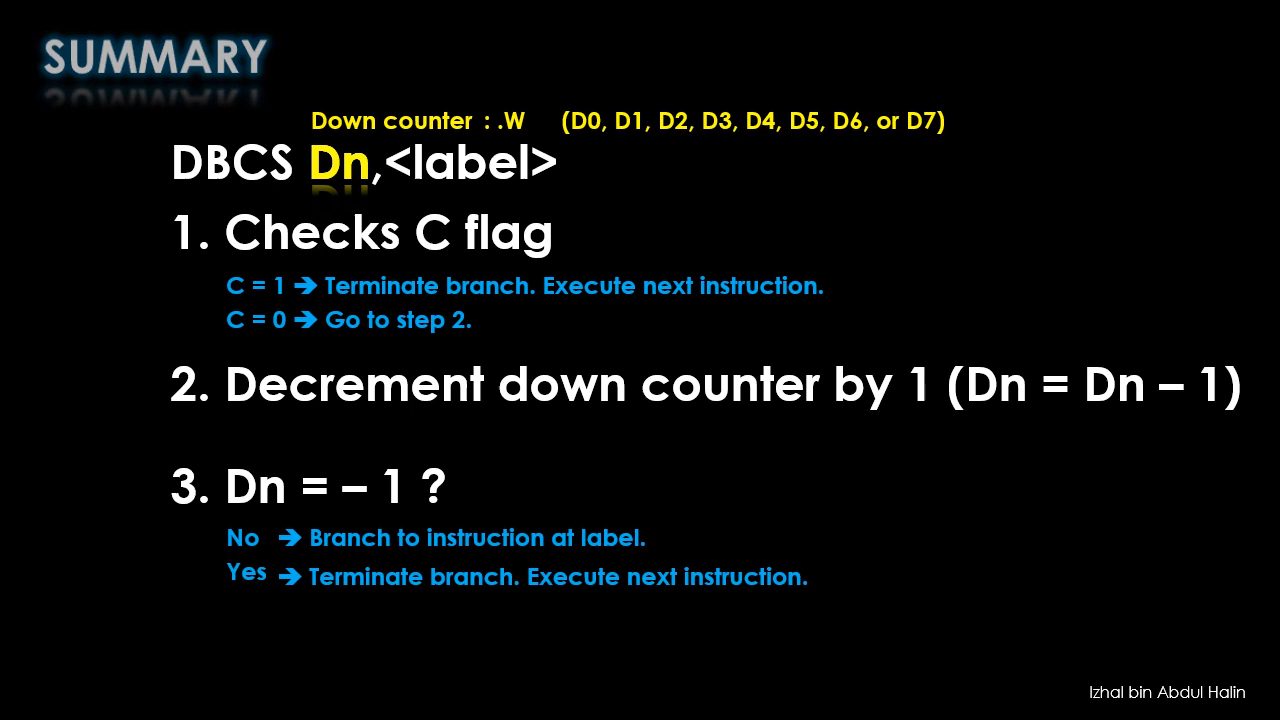 SUMMARY
Down counter : .W (D0, D1, D2, D3, D4, D5, D6, or D7)
DBCS Dn,<label>
1. Checks C flag
C = 1 ➔ Terminate branch. Execute next instruction.
C = 0 ➔ Go to step 2.
2. Decrement down counter by 1 (Dn = Dn – 1)
3. Dn = – 1 ?
No ➔ Branch to instruction at label.
Yes ➔ Terminate branch. Execute next instruction.
Izhal bin Abdul Halin